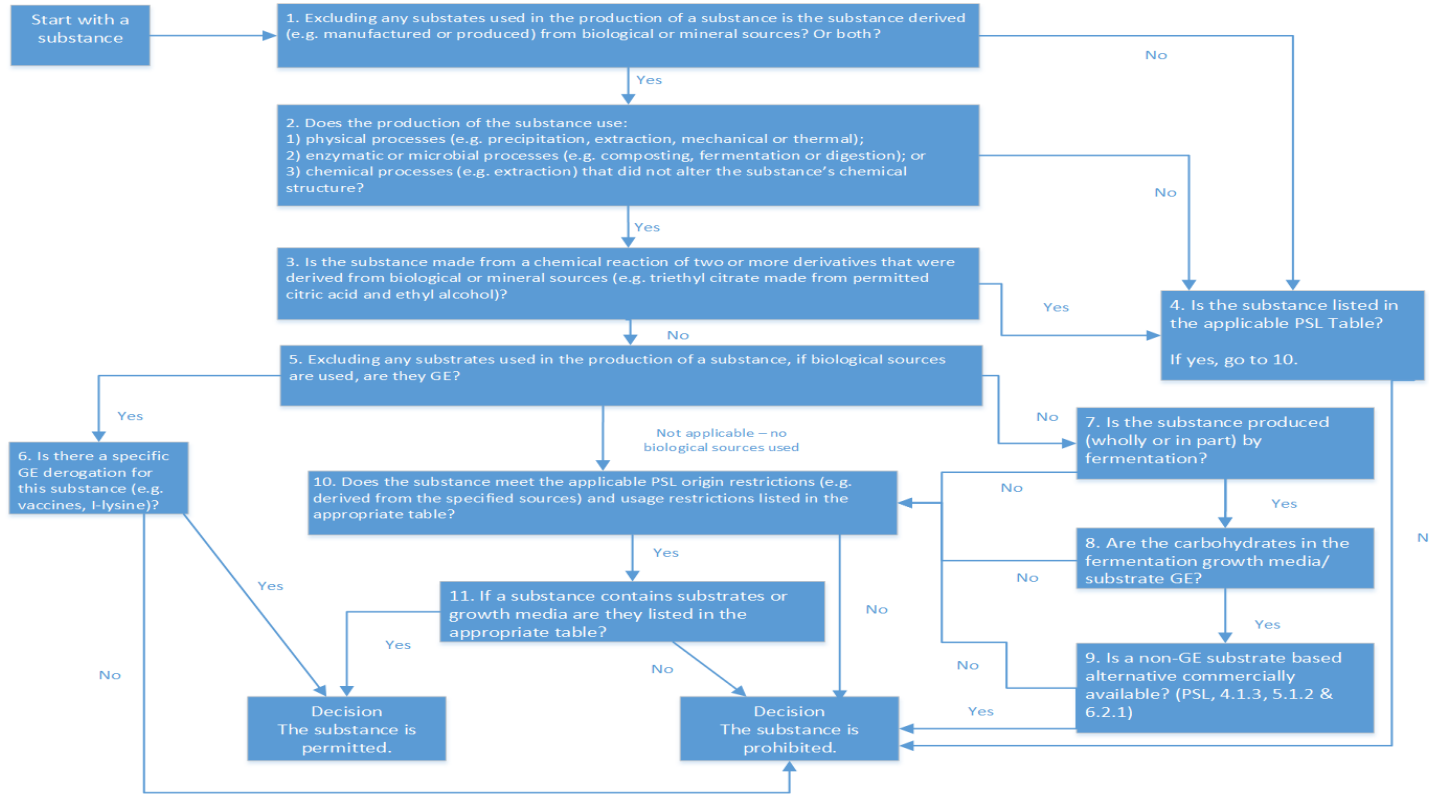 Start with a
substance
1. Excluding any substates used in the production of a substance is the substance derived
(e.g. manufactured or produced) from biological or mineral sources? Or both?
No
Yes
2. Does the production of the substance use:
1) physical processes (e.g. precipitation, extraction, mechanical or thermal);
2) enzymatic or microbial processes (e.g. composting, fermentation or digestion); or
3) chemical processes (e.g. extraction) that did not alter the substance's chemical
structure?
No
Yes
3. Is the substance made from a chemical reaction of two or more derivatives that were
derived from biological or mineral sources (e.g. triethyl citrate made from permitted
citric acid and ethyl alcohol)?
Yes
4. Is the substance listed in
the applicable PSL Table?
If yes, go to 10.
No
5. Excluding any substrates used in the production of a substance, if biological sources
are used, are they GE?
Yes
Not applicable – no
biological sources used
No
6. Is there a specific
GE derogation for
this substance (e.g.
vaccines, l-lysine)?
7. Is the substance produced
(wholly or in part) by
fermentation?
10. Does the substance meet the applicable PSL origin restrictions (e.g.
derived from the specified sources) and usage restrictions listed in the
appropriate table?
No
Yes
N
8. Are the carbohydrates in the
fermentation growth media/
substrate GE?
Yes
Yes
No
11. If a substance contains substrates or
growth media are they listed in the
appropriate table?
No
Yes
Yes
No
No
No
9. Is a non-GE substrate based
alternative commercially
available? (PSL, 4.1.3, 5.1.2 &
6.2.1)
Yes
Decision
The substance is
permitted.
Decision
The substance is
prohibited.